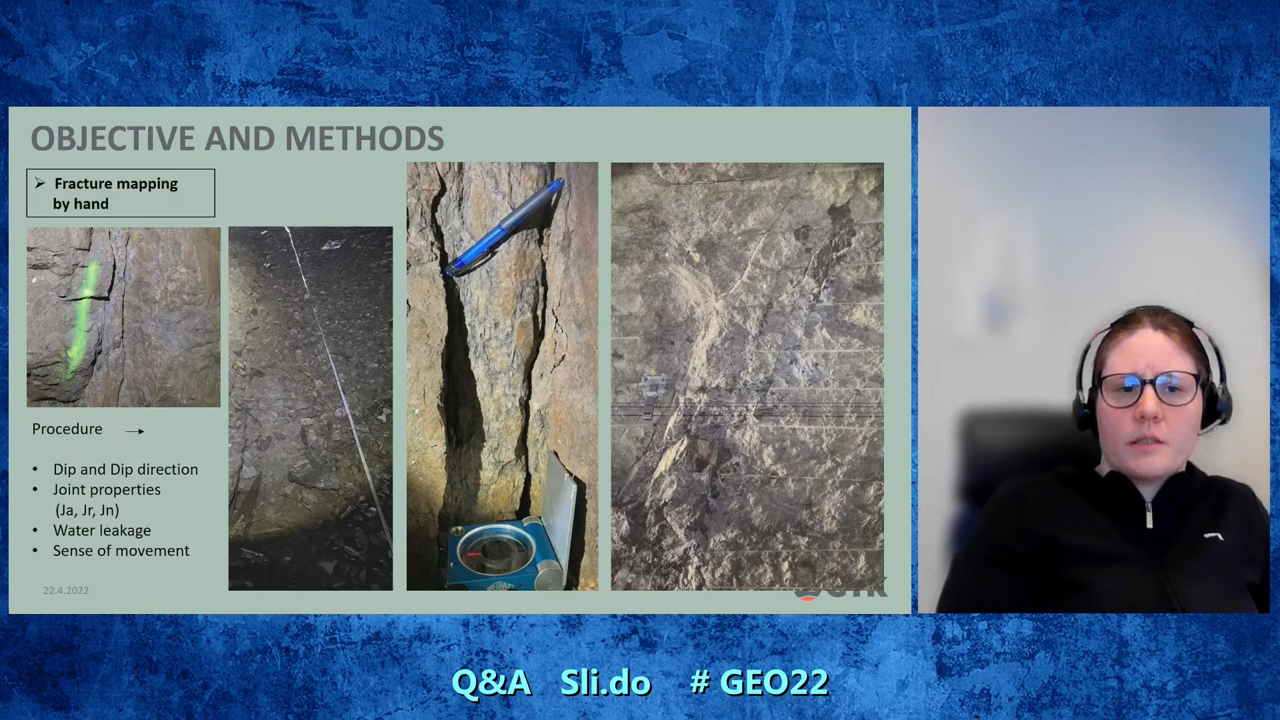 OBJECTIVE AND METHODS
➢ Fracture mapping
by hand
Procedure →
• Dip and Dip direction
• Joint properties
(Ja, Jr, Jn)
• Water leakage
• Sense of movement
22.4.2022
GTK
Q&A Sli.do # GEO22